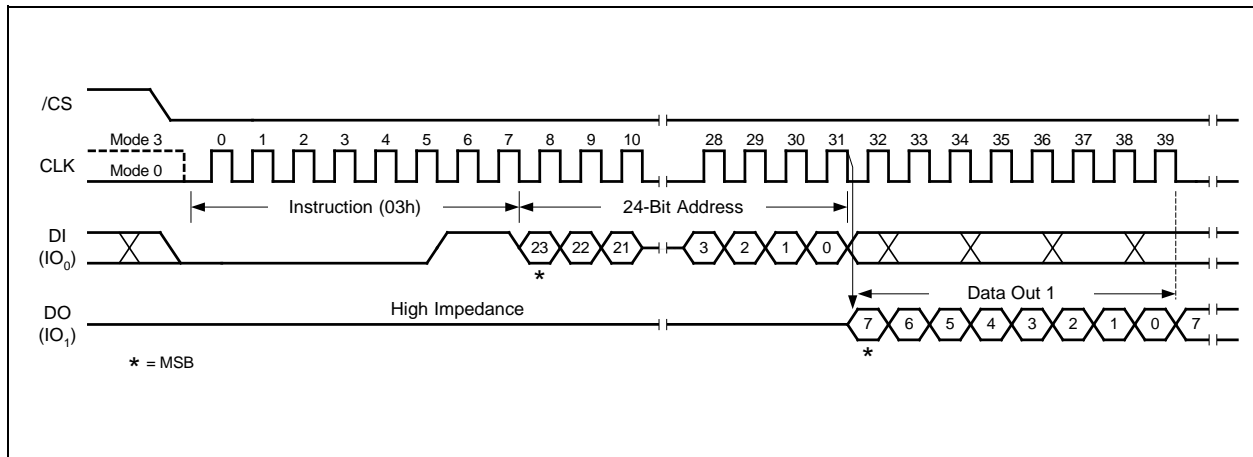 /CS
Mode 3
0 1 2 3 4 5 6 7 8 9 10 28 29 30 31 32 33 34 35 36 37 38 39
CLK
Mode 0
Instruction (03h)
24-Bit Address
DI
(IO0)
23 22 21 3 2 1 0
*
Data Out 1
High Impedance
DO
(IO1)
7 6 5 4 3 2 1 0 7
*
* = MSB